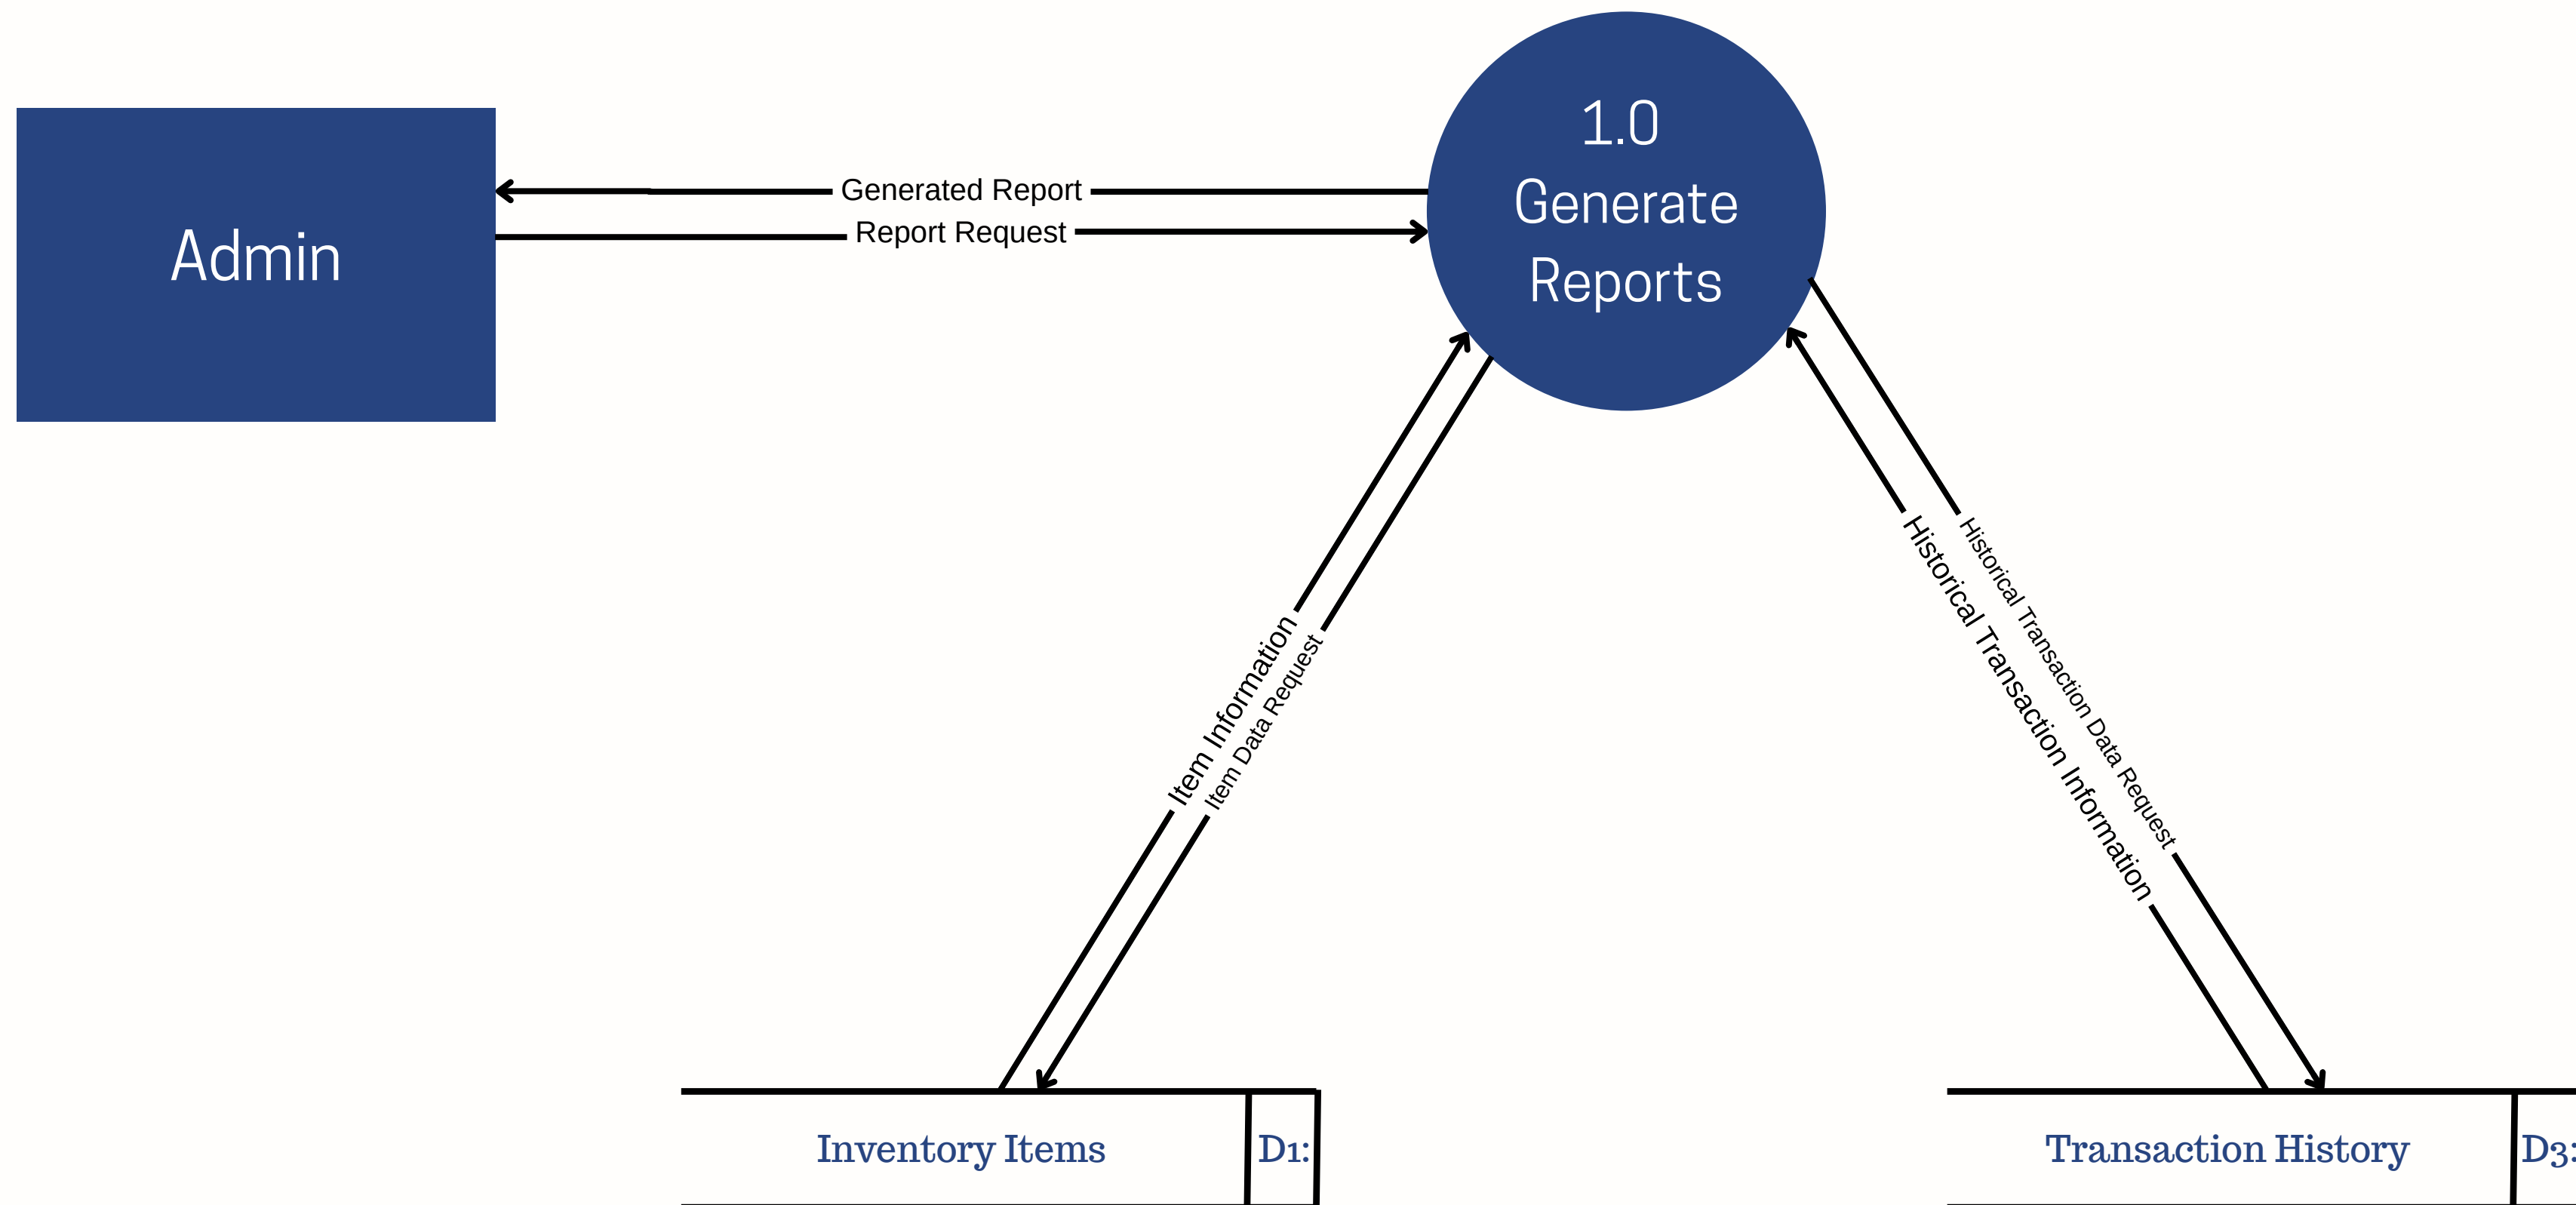 1.0
Generate
Reports
Admin
Generated Report
Report Request
Item Information
Item Data Request
Historical Transaction Information
Historical Transaction Data Request
Inventory Items
D1:
Transaction History
D3: